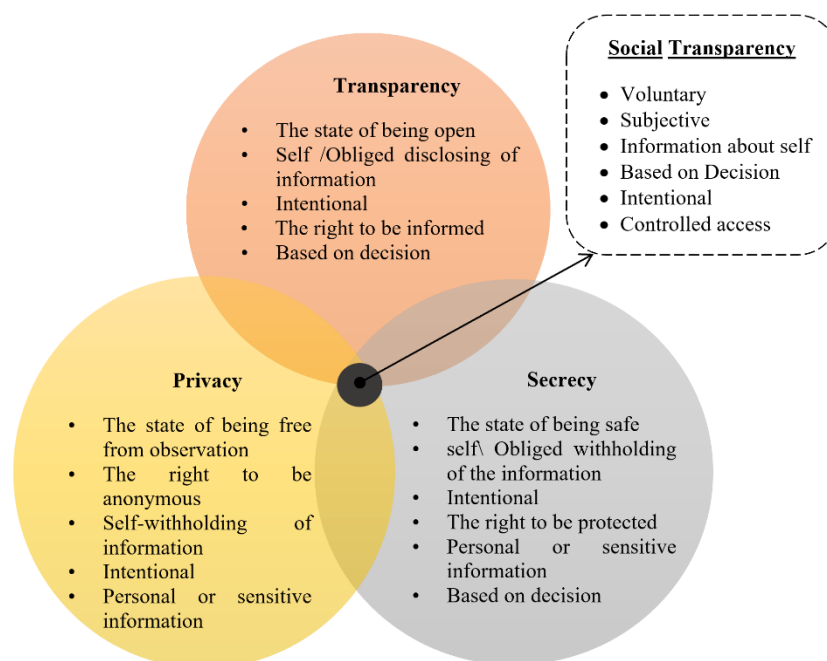 Social Transparency
• Voluntary
• Subjective
• Information about self
• Based on Decision
• Intentional
• Controlled access
Transparency
• The state of being open
• Self /Obliged disclosing of
information
• Intentional
• The right to be informed
• Based on decision
Privacy
• The state of being free
from observation
• The right to be
anonymous
• Self-withholding of
information
• Intentional
• Personal or sensitive
information
Secrecy
• The state of being safe
• self\ Obliged withholding
of the information
• Intentional
• The right to be protected
• Personal or sensitive
information
• Based on decision